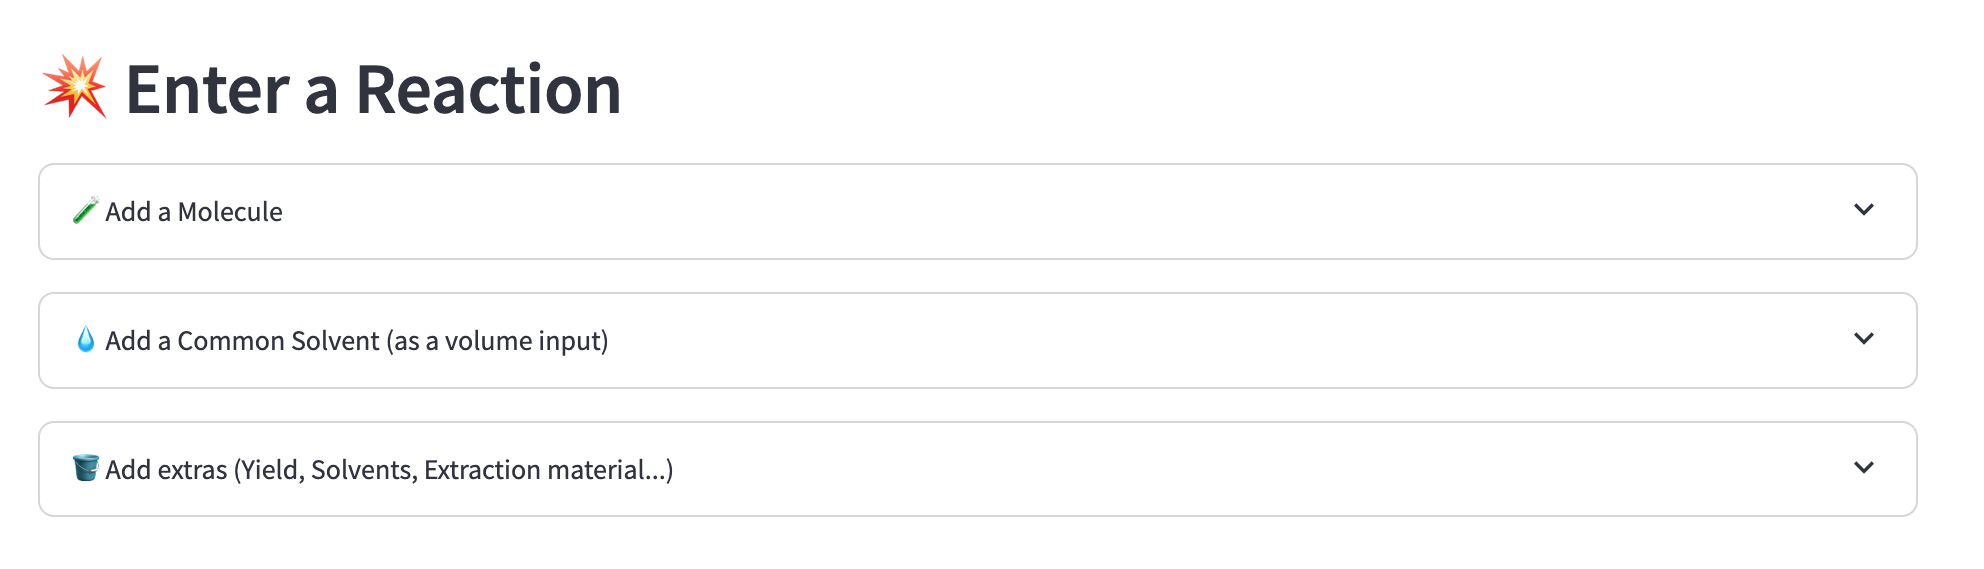 💥 Enter a Reaction
🧪 Add a Molecule
💧 Add a Common Solvent (as a volume input)
🪣 Add extras (Yield, Solvents, Extraction material...)